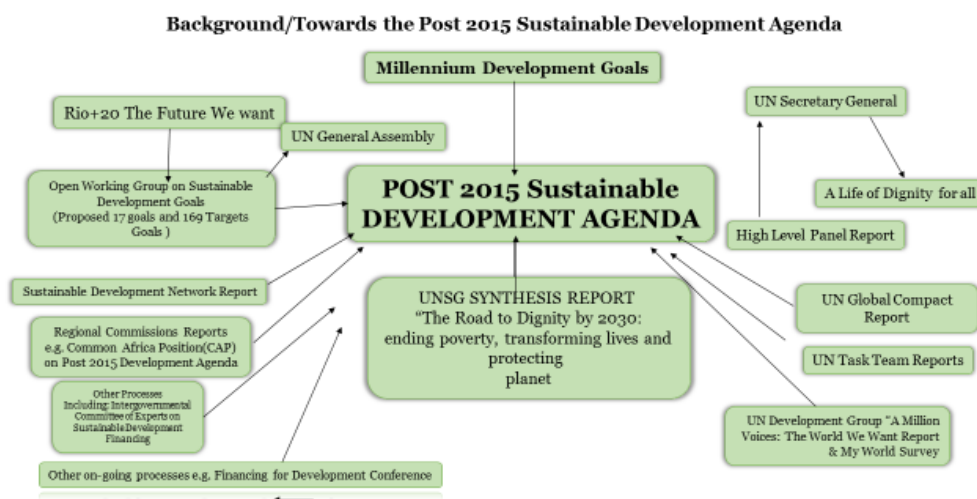 Background/Towards the Post 2015 Sustainable Development Agenda
Millennium Development Goals
Rio+20 The Future We want
UN General Assembly
UN Secretary General
Open Working Group on Sustainable
Development Goals
(Proposed 17 goals and 169 Targets
Goals )
POST 2015 Sustainable
DEVELOPMENT AGENDA
A Life of Dignity for all
High Level Panel Report
Sustainable Development Network Report
UNSG SYNTHESIS REPORT
“The Road to Dignity by 2030:
ending poverty, transforming lives and
protecting
planet
UN Global Compact
Report
Regional Commissions Reports
e.g. Common Africa Position(CAP)
on Post 2015 Development Agenda
UN Task Team Reports
Other Processes
Including: Intergovernmental
Committee of Experts on
Sustainable Development
Financing
UN Development Group “A Million
Voices: The World We Want Report
& My World Survey
Other on-going processes e.g. Financing for Development Conference